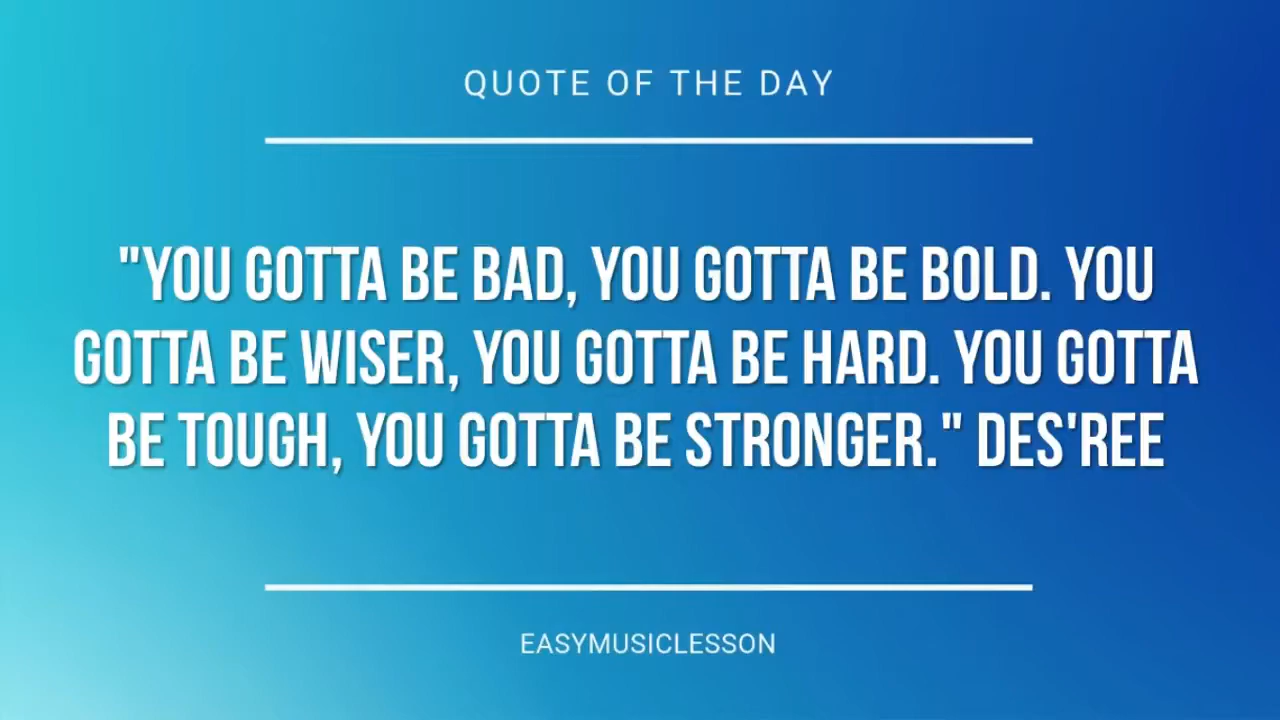 QUOTE OF THE DAY
"YOU GOTTA BE BAD, YOU GOTTA BE BOLD. YOU
GOTTA BE WISER, YOU GOTTA BE HARD. YOU GOTTA
BE TOUGH, YOU GOTTA BE STRONGER." DES'REE
EASYMUSICLESSON